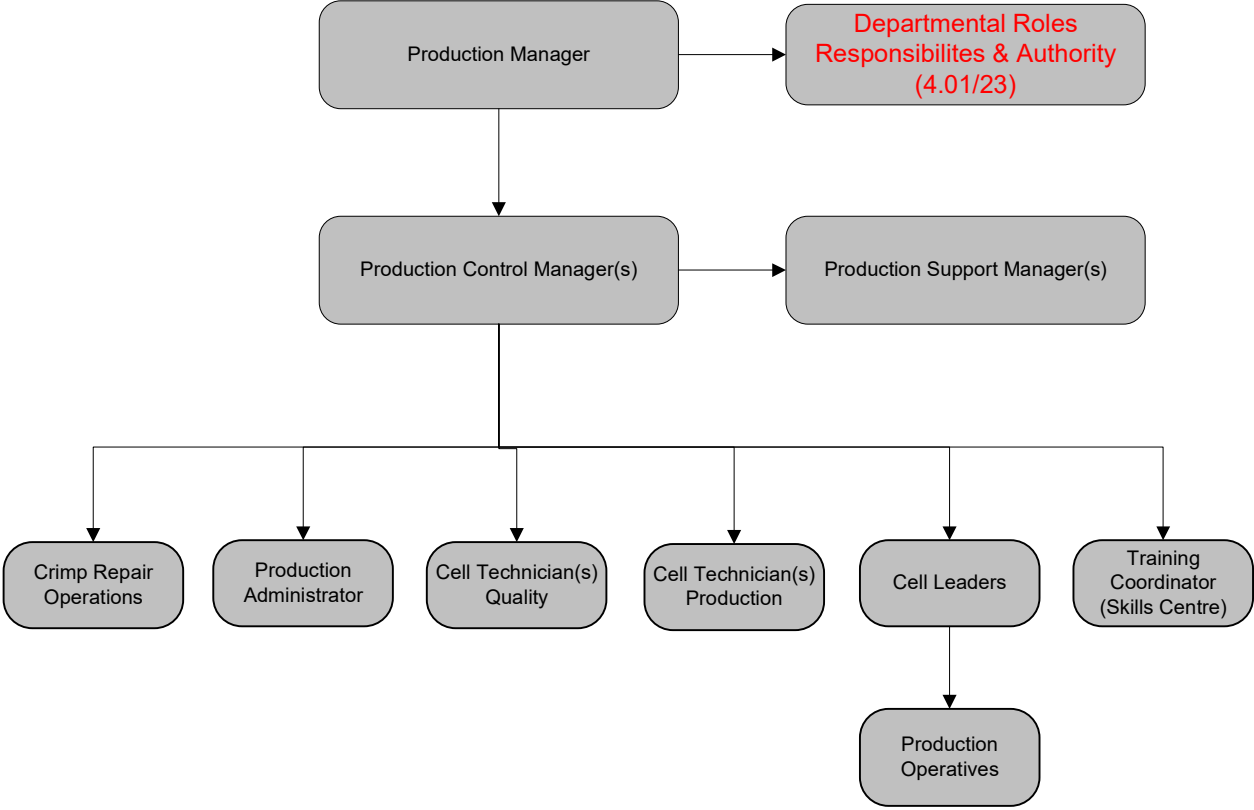 Production Manager
Departmental Roles
Responsibilites & Authority
(4.01/23)
Production Control Manager(s)
Production Support Manager(s)
Crimp Repair
Operations
Production
Administrator
Cell Technician(s)
Quality
Cell Technician(s)
Production
Cell Leaders
Training
Coordinator
(Skills Centre)
Production
Operatives